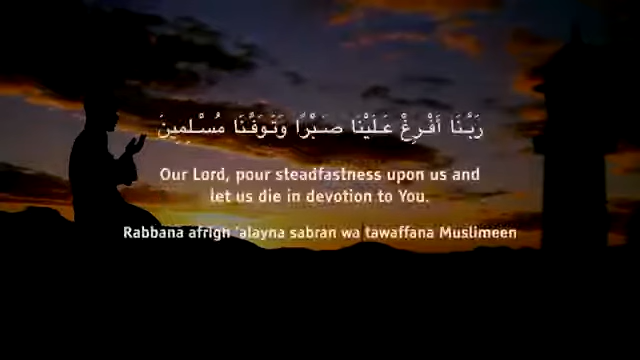 رَبَّنَا أَفْرِغْ عَلَيْنَا صَبْرًا وَتَوَفَّنَا مُسْلِمِينَ
Our Lord, pour steadfastness upon us and
let us die in devotion to You.
Rabbana afrigh 'alayna sabran wa tawaffana Muslimeen